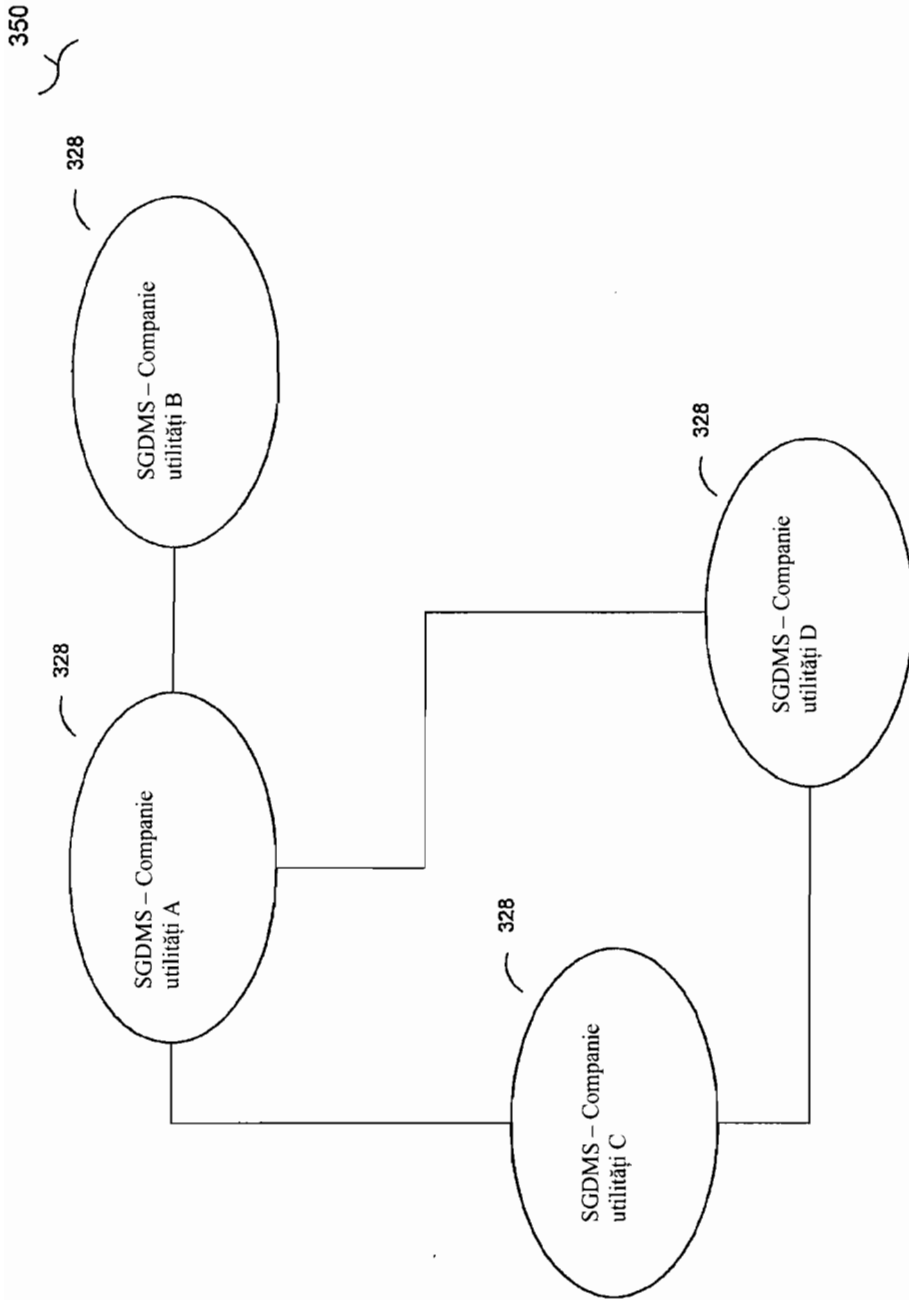 350
328
SGDMS – Companie
utilități B
328
SGDMS – Companie
utilități A
328
SGDMS – Companie
utilități D
328
SGDMS – Companie
utilități C